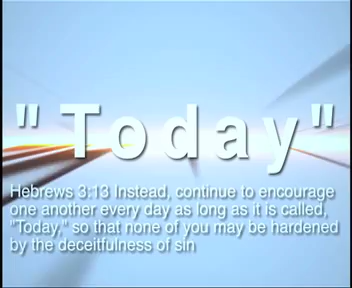 "Today"
Hebrews 3:13 Instead, continue to encourage
one another every day as long as it is called,
"Today," so that none of you may be hardened
by the deceitfulness of sin